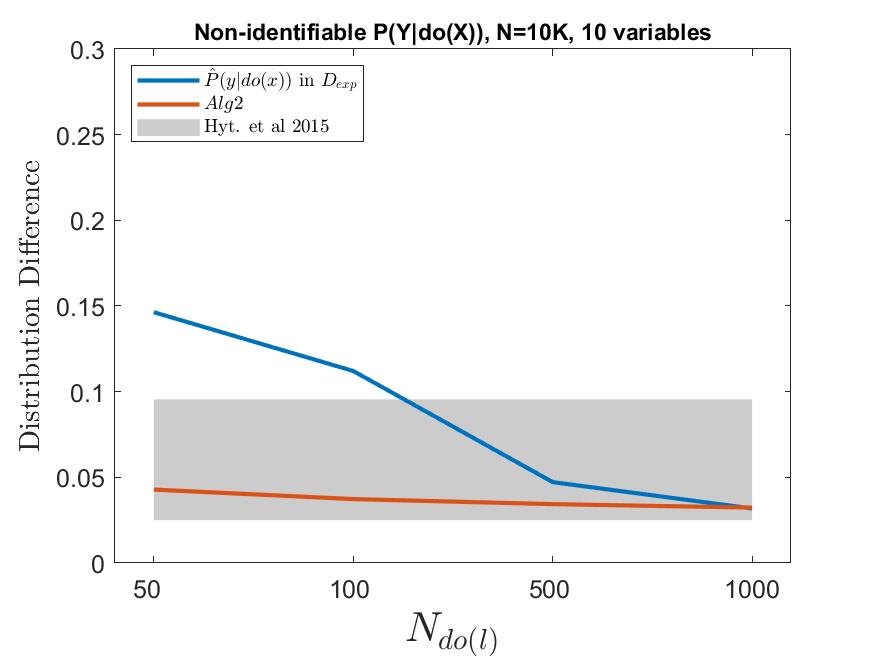 Non-identifiable P(Y|do(X)), N=10K, 10 variables
0.3
0.25
0.2
0.15
0.1
0.05
0
P̂(y|do(x)) in D_exp
Alg2
Hyt. et al 2015
Distribution Difference
50 100 500 1000
N_do(l)